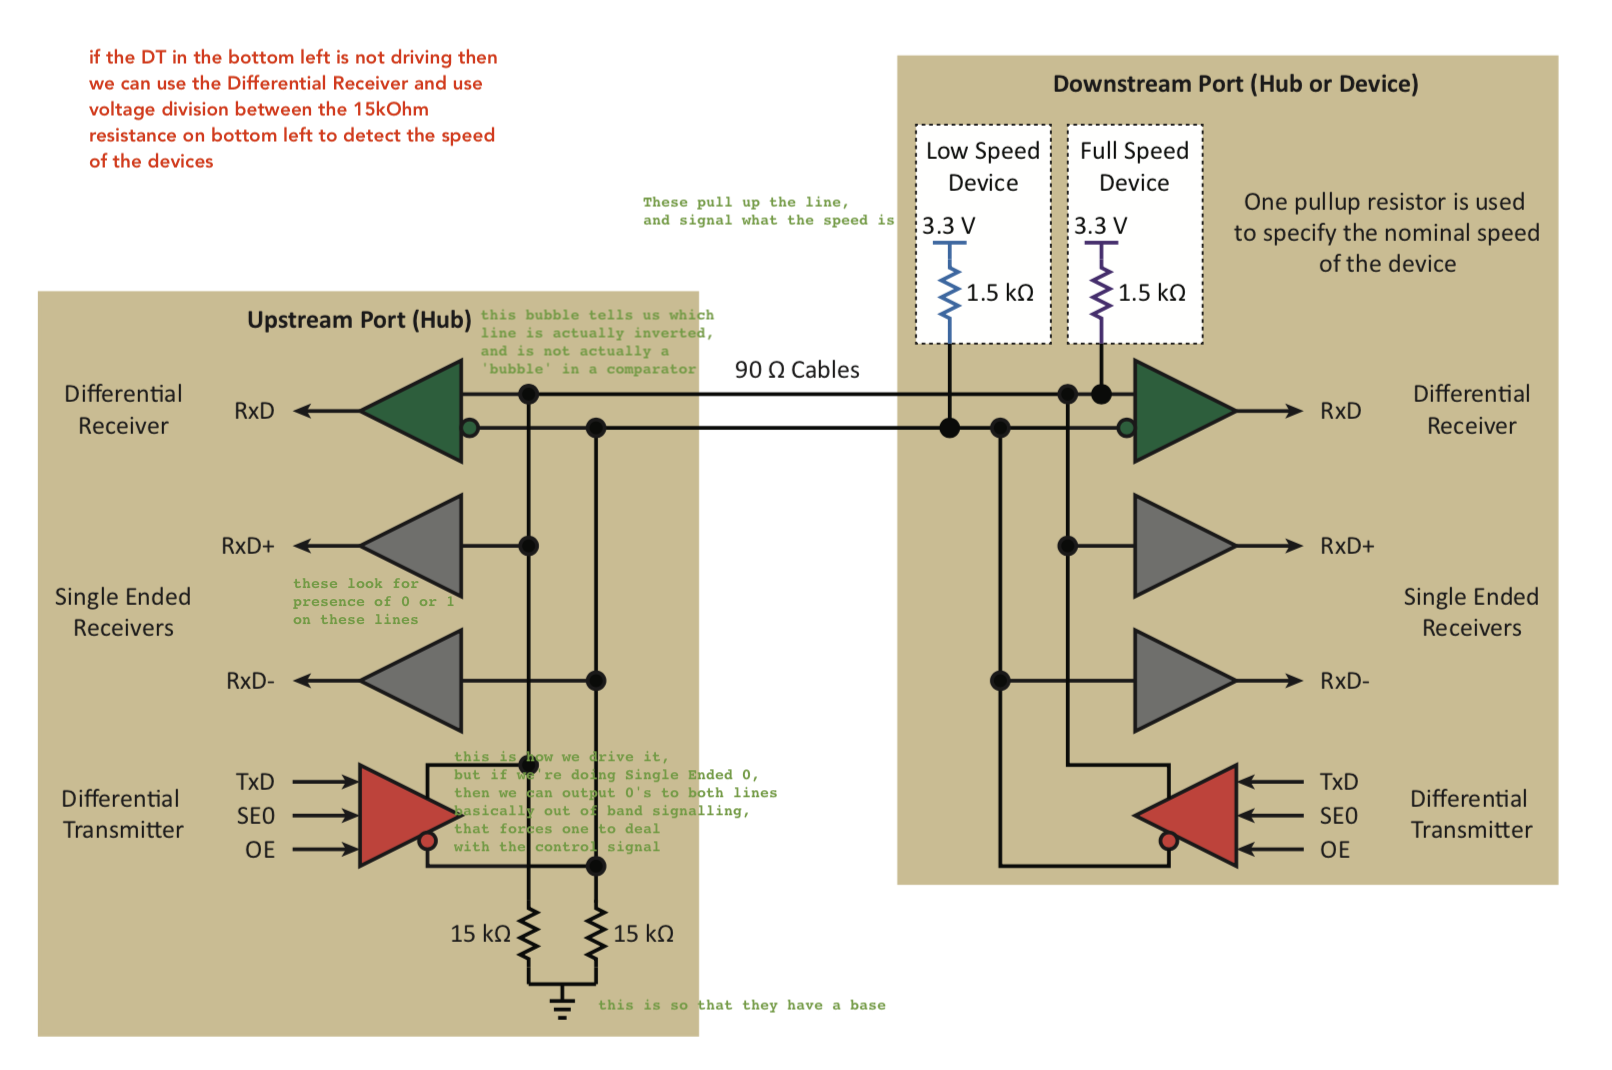 if the DT in the bottom left is not driving then
we can use the Differential Receiver and use
voltage division between the 15kOhm
resistance on bottom left to detect the speed
of the devices
Downstream Port (Hub or Device)
Low Speed
Device
3.3 V
1.5 kΩ
Full Speed
Device
3.3 V
1.5 kΩ
One pullup resistor is used
to specify the nominal speed
of the device
These pull up the line,
and signal what the speed is
Upstream Port (Hub)
this bubble tells us which
line is actually inverted,
and is not actually a
'bubble' in a comparator
90 Ω Cables
Differential
Receiver
RxD
RxD
Differential
Receiver
RxD+
RxD+
these look for
presence of 0 or 1
on these lines
Single Ended
Receivers
Single Ended
Receivers
RxD-
RxD-
this is how we drive it,
but if we're doing Single Ended 0,
then we can output 0's to both lines
basically out of band signalling,
that forces one to deal
with the control signal
Differential
Transmitter
TxD
SE0
OE
TxD
SE0
OE
Differential
Transmitter
15 kΩ
15 kΩ
this is so that they have a base